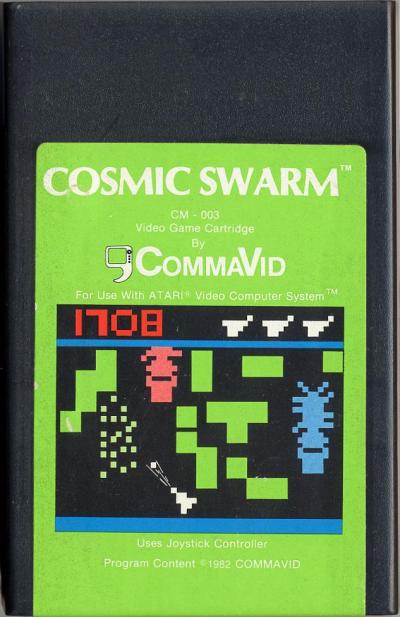 COSMIC SWARM™
CM - 003
Video Game Cartridge
By
COMMAVID
For Use With ATARI® Video Computer System™
1708
Uses Joystick Controller
Program Content ©1982 COMMAVID